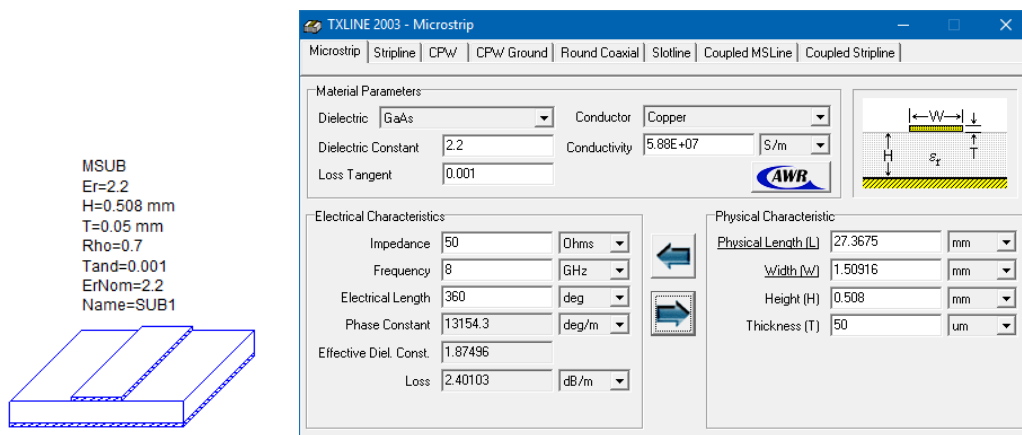 MSUB
Er=2.2
H=0.508 mm
T=0.05 mm
Rho=0.7
Tand=0.001
ErNom=2.2
Name=SUB1
TXLINE 2003 - Microstrip
Microstrip Stripline CPW CPW Ground Round Coaxial Slotline Coupled MSLine Coupled Stripline
Material Parameters
Dielectric GaAs Conductor Copper
Dielectric Constant 2.2 Conductivity 5.88E+07 S/m
Loss Tangent 0.001
AWR
W
H εr T
Electrical Characteristics
Impedance 50 Ohms
Frequency 8 GHz
Electrical Length 360 deg
Phase Constant 13154.3 deg/m
Effective Diel. Const. 1.87496
Loss 2.40103 dB/m
Physical Characteristic
Physical Length (L) 27.3675 mm
Width (W) 1.50916 mm
Height (H) 0.508 mm
Thickness (T) 50 um